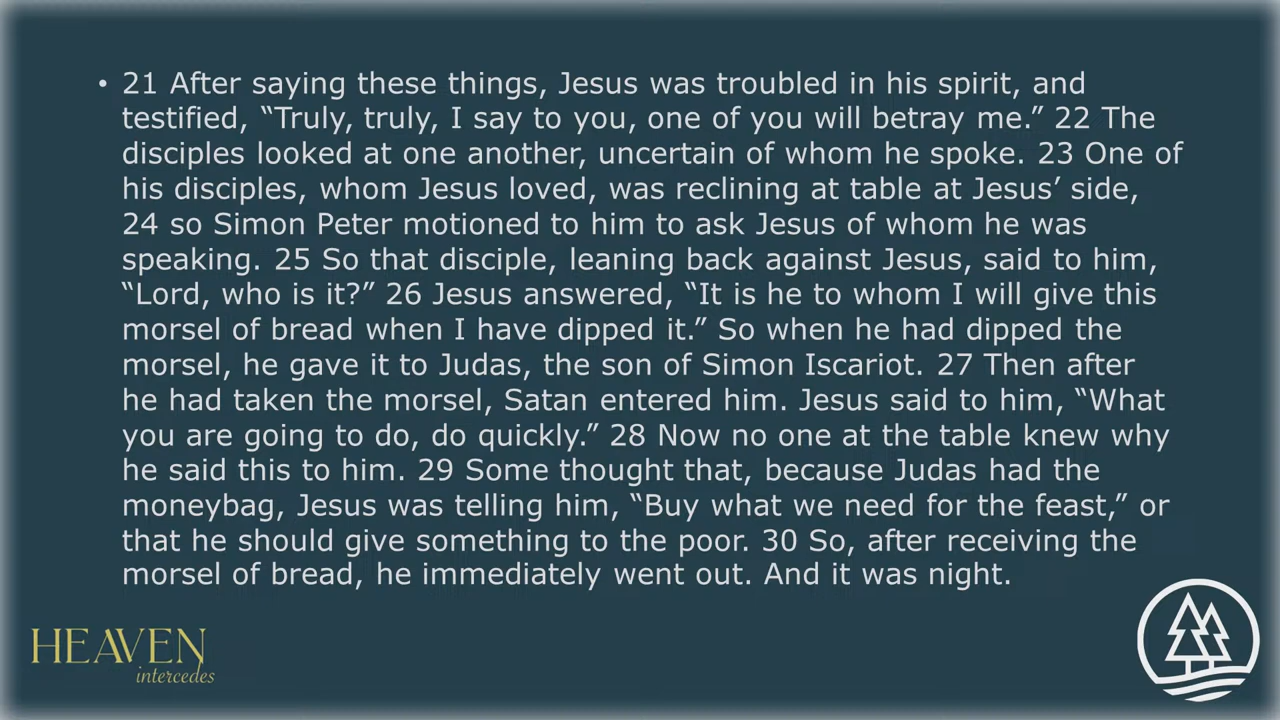 • 21 After saying these things, Jesus was troubled in his spirit, and
testified, “Truly, truly, I say to you, one of you will betray me.” 22 The
disciples looked at one another, uncertain of whom he spoke. 23 One of
his disciples, whom Jesus loved, was reclining at table at Jesus’ side,
24 so Simon Peter motioned to him to ask Jesus of whom he was
speaking. 25 So that disciple, leaning back against Jesus, said to him,
“Lord, who is it?” 26 Jesus answered, “It is he to whom I will give this
morsel of bread when I have dipped it.” So when he had dipped the
morsel, he gave it to Judas, the son of Simon Iscariot. 27 Then after
he had taken the morsel, Satan entered him. Jesus said to him, “What
you are going to do, do quickly.” 28 Now no one at the table knew why
he said this to him. 29 Some thought that, because Judas had the
moneybag, Jesus was telling him, “Buy what we need for the feast,” or
that he should give something to the poor. 30 So, after receiving the
morsel of bread, he immediately went out. And it was night.
HEAVEN
intercedes